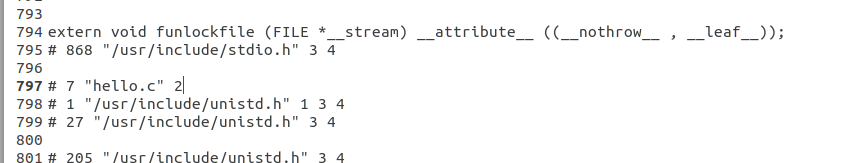 793
794 extern void funlockfile (FILE *__stream) __attribute__ ((__nothrow__ , __leaf__));
795 # 868 "/usr/include/stdio.h" 3 4
796
797 # 7 "hello.c" 2
798 # 1 "/usr/include/unistd.h" 1 3 4
799 # 27 "/usr/include/unistd.h" 3 4
800
801 # 205 "/usr/include/unistd.h" 3 4